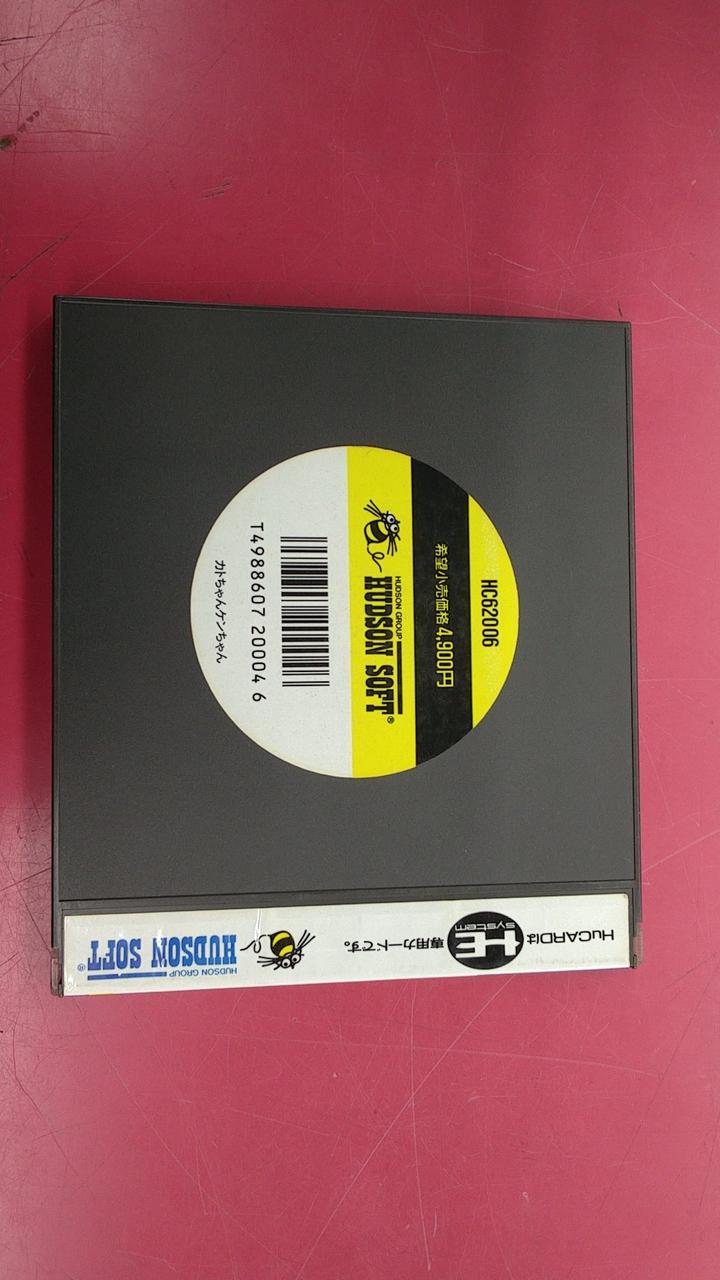 HC62006
希望小売価格4,900円
HUDSON GROUP
HUDSON SOFT®
T4988607 20004 6
カトちゃんケンちゃん
HuCARDは
HE
system
専用カードです。
HUDSON GROUP
HUDSON SOFT®